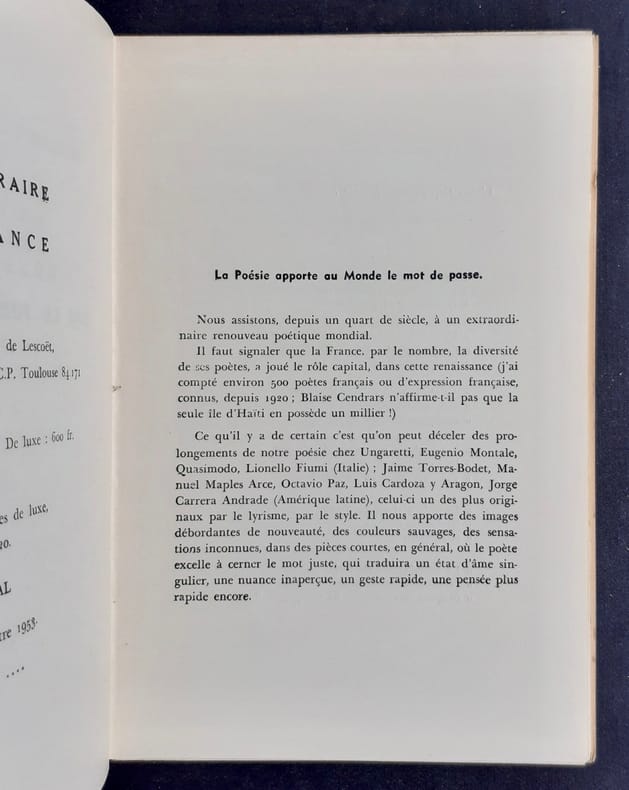 RAIRE
ANCE
de Lescoët,
C.P. Toulouse 84.171
De luxe : 600 fr.
es de luxe,
20.
AL
tre 1958.
....
La Poésie apporte au Monde le mot de passe.
Nous assistons, depuis un quart de siècle, à un extraordi-
naire renouveau poétique mondial.
Il faut signaler que la France, par le nombre, la diversité
de ses poètes, a joué le rôle capital, dans cette renaissance (j'ai
compté environ 500 poètes français ou d'expression française,
connus, depuis 1920 ; Blaise Cendrars n'affirme-t-il pas que la
seule île d'Haïti en possède un millier !)
Ce qu'il y a de certain c'est qu'on peut déceler des pro-
longements de notre poésie chez Ungaretti, Eugenio Montale,
Quasimodo, Lionello Fiumi (Italie) ; Jaime Torres-Bodet, Ma-
nuel Maples Arce, Octavio Paz, Luis Cardoza y Aragon, Jorge
Carrera Andrade (Amérique latine), celui-ci un des plus origi-
naux par le lyrisme, par le style. Il nous apporte des images
débordantes de nouveauté, des couleurs sauvages, des sensa-
tions inconnues, dans des pièces courtes, en général, où le poète
excelle à cerner le mot juste, qui traduira un état d'âme sin-
gulier, une nuance inaperçue, un geste rapide, une pensée plus
rapide encore.